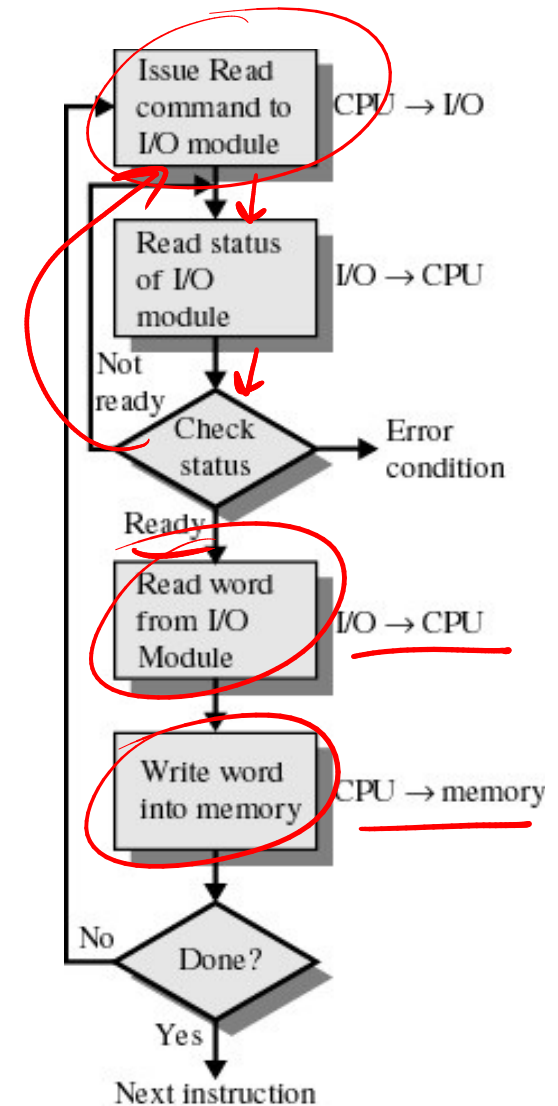 Issue Read
command to
I/O module
CPU → I/O
Read status
of I/O
module
I/O → CPU
Not
ready
Check
status
Error
condition
Ready
Read word
from I/O
Module
I/O → CPU
Write word
into memory
CPU → memory
No
Done?
Yes
Next instruction